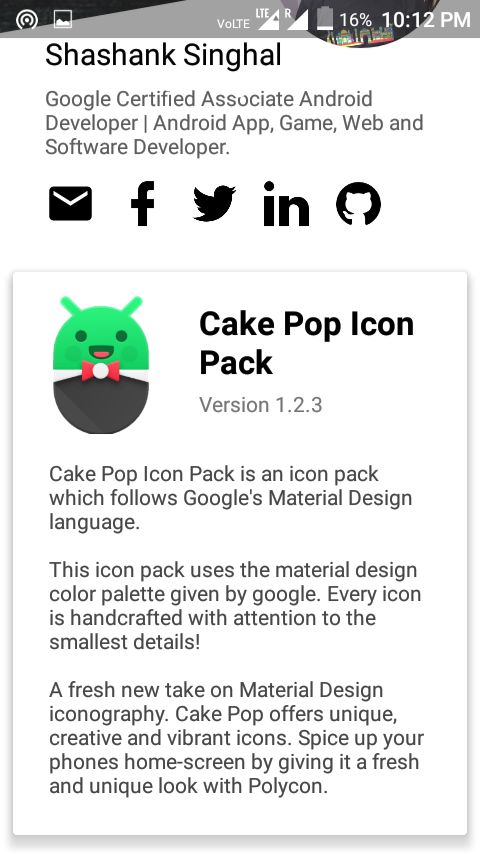 VoLTE LTE R 16% 10:12 PM
Shashank Singhal
Google Certified Associate Android
Developer | Android App, Game, Web and
Software Developer.
Cake Pop Icon
Pack
Version 1.2.3
Cake Pop Icon Pack is an icon pack
which follows Google's Material Design
language.
This icon pack uses the material design
color palette given by google. Every icon
is handcrafted with attention to the
smallest details!
A fresh new take on Material Design
iconography. Cake Pop offers unique,
creative and vibrant icons. Spice up your
phones home-screen by giving it a fresh
and unique look with Polycon.